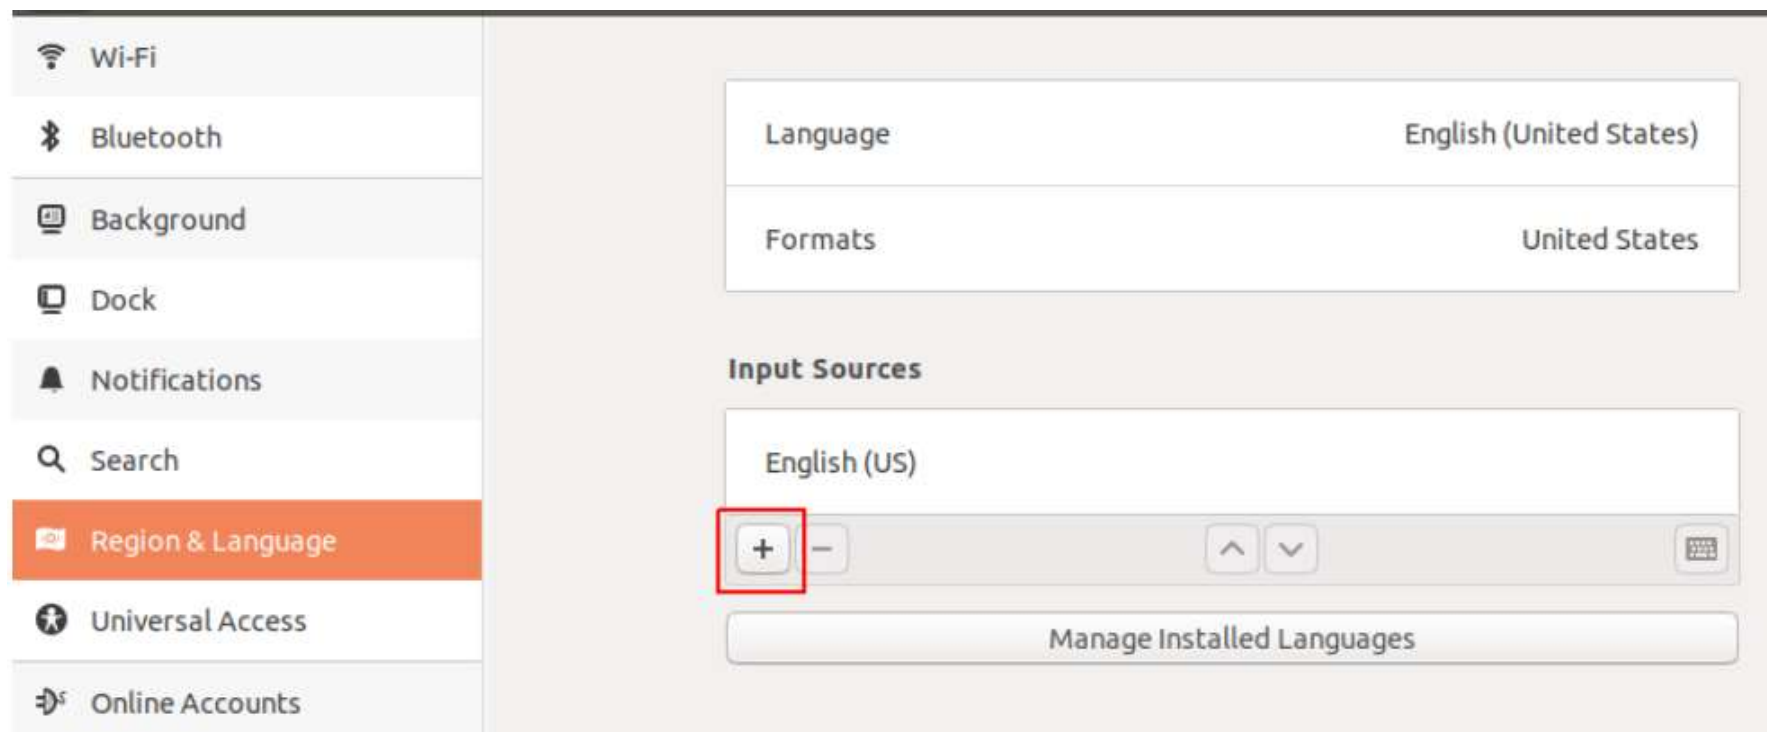 Wi-Fi
Bluetooth
Background
Dock
Notifications
Search
Region & Language
Universal Access
Online Accounts
Language English (United States)
Formats United States
Input Sources
English (US)
Manage Installed Languages